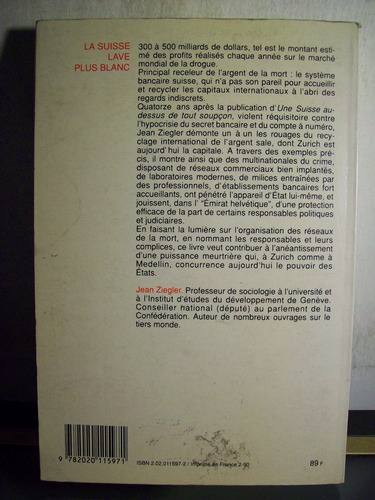 LA SUISSE
LAVE
PLUS BLANC
300 à 500 milliards de dollars, tel est le montant esti-
mé des profits réalisés chaque année sur le marché
mondial de la drogue.
Principal receleur de l'argent de la mort : le système
bancaire suisse, qui n'a pas son pareil pour accueillir
et recycler les capitaux internationaux à l'abri des
regards indiscrets.
Quatorze ans après la publication d'Une Suisse au-
dessus de tout soupçon, violent réquisitoire contre
l'hypocrisie du secret bancaire et du compte à numéro,
Jean Ziegler démonte un à un les rouages du recy-
clage international de l'argent sale, dont Zurich est
aujourd'hui la capitale. A travers des exemples pré-
cis, il montre ainsi que des multinationales du crime,
disposant de réseaux commerciaux bien implantés,
de laboratoires modernes, de milices entraînées par
des professionnels, d'établissements bancaires fort
accueillants, ont pénétré l'appareil d'État lui-même, et
jouissent, dans l' "Émirat helvétique", d'une protection
efficace de la part de certains responsables politiques
et judiciaires.
En faisant la lumière sur l'organisation des réseaux
de la mort, en nommant les responsables et leurs
complices, ce livre veut contribuer à l'anéantissement
d'une puissance meurtrière qui, à Zurich comme à
Medellin, concurrence aujourd'hui le pouvoir des
États.
Jean Ziegler. Professeur de sociologie à l'université et
à l'Institut d'études du développement de Genève.
Conseiller national (député) au parlement de la
Confédération. Auteur de nombreux ouvrages sur le
tiers monde.
9 782020 115971
ISBN 2.02.011597-2 / Imprimé en France 2-90
89 F